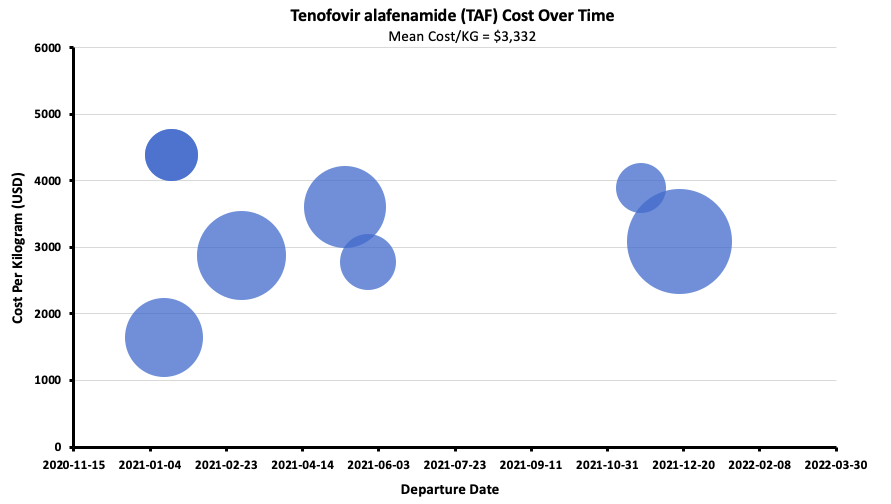 Tenofovir alafenamide (TAF) Cost Over Time
Mean Cost/KG = $3,332
6000
5000
4000
3000
2000
1000
0
Cost Per Kilogram (USD)
2020-11-15 2021-01-04 2021-02-23 2021-04-14 2021-06-03 2021-07-23 2021-09-11 2021-10-31 2021-12-20 2022-02-08 2022-03-30
Departure Date